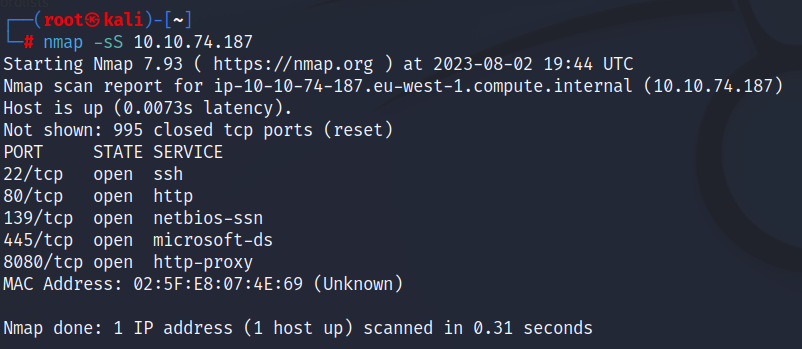 ┌──(root㉿kali)-[~]
└─# nmap -sS 10.10.74.187
Starting Nmap 7.93 ( https://nmap.org ) at 2023-08-02 19:44 UTC
Nmap scan report for ip-10-10-74-187.eu-west-1.compute.internal (10.10.74.187)
Host is up (0.0073s latency).
Not shown: 995 closed tcp ports (reset)
PORT     STATE SERVICE
22/tcp   open  ssh
80/tcp   open  http
139/tcp  open  netbios-ssn
445/tcp  open  microsoft-ds
8080/tcp open  http-proxy
MAC Address: 02:5F:E8:07:4E:69 (Unknown)

Nmap done: 1 IP address (1 host up) scanned in 0.31 seconds